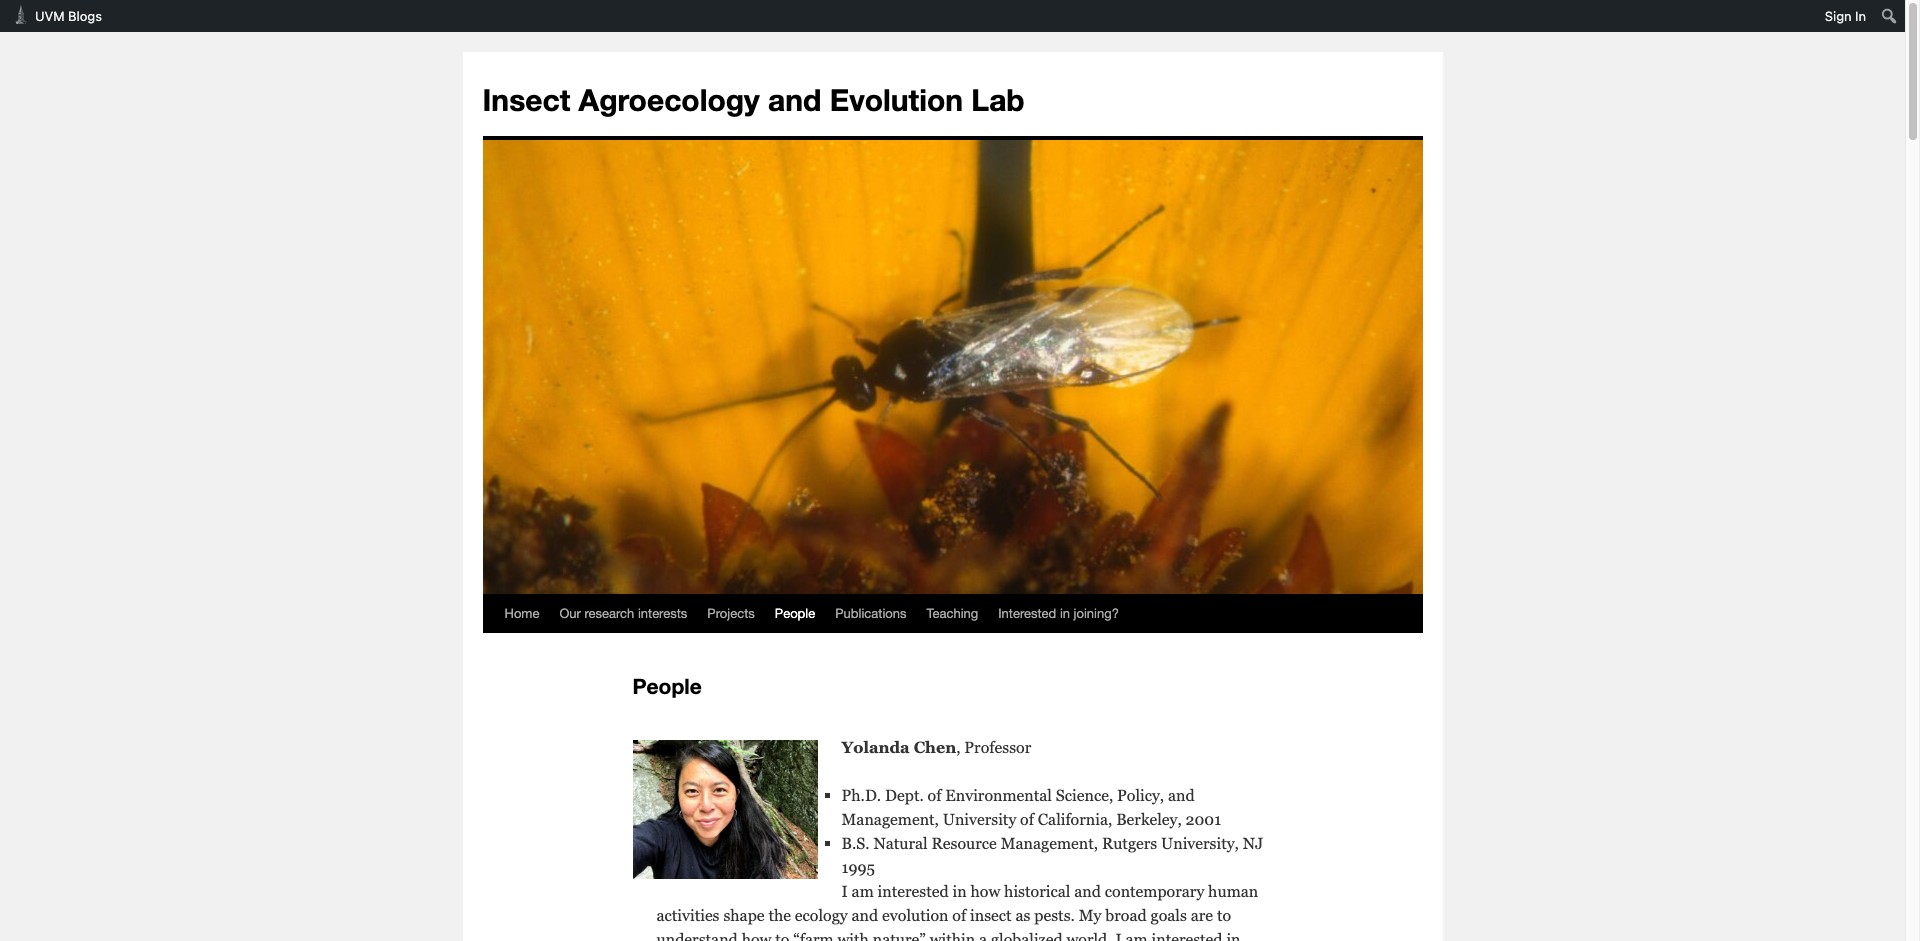 UVM Blogs
Sign In
Insect Agroecology and Evolution Lab
Home Our research interests Projects People Publications Teaching Interested in joining?
People
Yolanda Chen, Professor
Ph.D. Dept. of Environmental Science, Policy, and
Management, University of California, Berkeley, 2001
B.S. Natural Resource Management, Rutgers University, NJ
1995
I am interested in how historical and contemporary human
activities shape the ecology and evolution of insect as pests. My broad goals are to
understand how to “farm with nature” within a globalized world. I am interested in